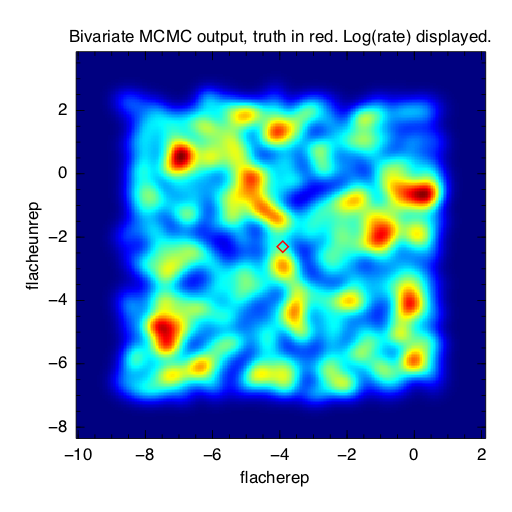 Bivariate MCMC output, truth in red. Log(rate) displayed.
2
0
−2
−4
−6
−8
flacheunrep
−10 −8 −6 −4 −2 0 2
flacherep